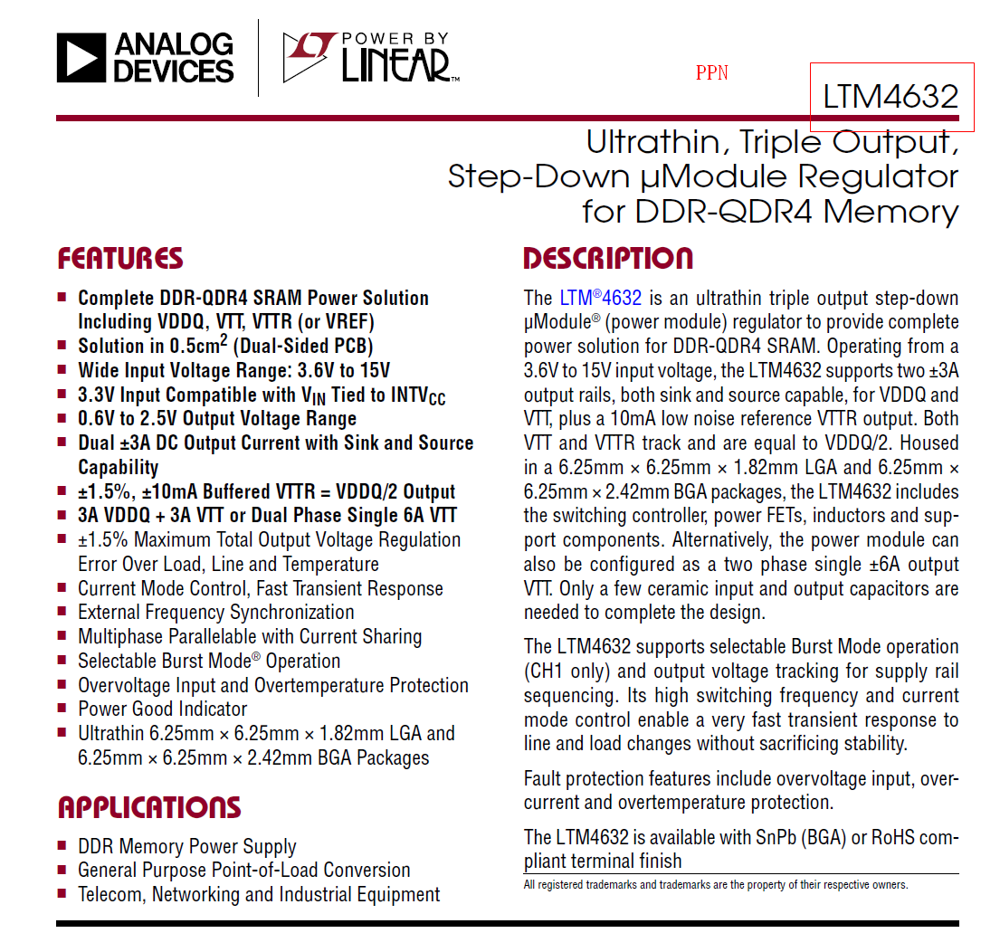 ANALOG
DEVICES
POWER BY
LINEAR™
PPN
LTM4632
Ultrathin, Triple Output,
Step-Down µModule Regulator
for DDR-QDR4 Memory
FEATURES
■ Complete DDR-QDR4 SRAM Power Solution
Including VDDQ, VTT, VTTR (or VREF)
■ Solution in 0.5cm² (Dual-Sided PCB)
■ Wide Input Voltage Range: 3.6V to 15V
■ 3.3V Input Compatible with VIN Tied to INTVCC
■ 0.6V to 2.5V Output Voltage Range
■ Dual ±3A DC Output Current with Sink and Source
Capability
■ ±1.5%, ±10mA Buffered VTTR = VDDQ/2 Output
■ 3A VDDQ + 3A VTT or Dual Phase Single 6A VTT
■ ±1.5% Maximum Total Output Voltage Regulation
Error Over Load, Line and Temperature
■ Current Mode Control, Fast Transient Response
■ External Frequency Synchronization
■ Multiphase Parallelable with Current Sharing
■ Selectable Burst Mode® Operation
■ Overvoltage Input and Overtemperature Protection
■ Power Good Indicator
■ Ultrathin 6.25mm × 6.25mm × 1.82mm LGA and
6.25mm × 6.25mm × 2.42mm BGA Packages
APPLICATIONS
■ DDR Memory Power Supply
■ General Purpose Point-of-Load Conversion
■ Telecom, Networking and Industrial Equipment
DESCRIPTION
The LTM®4632 is an ultrathin triple output step-down
µModule® (power module) regulator to provide complete
power solution for DDR-QDR4 SRAM. Operating from a
3.6V to 15V input voltage, the LTM4632 supports two ±3A
output rails, both sink and source capable, for VDDQ and
VTT, plus a 10mA low noise reference VTTR output. Both
VTT and VTTR track and are equal to VDDQ/2. Housed
in a 6.25mm × 6.25mm × 1.82mm LGA and 6.25mm ×
6.25mm × 2.42mm BGA packages, the LTM4632 includes
the switching controller, power FETs, inductors and sup-
port components. Alternatively, the power module can
also be configured as a two phase single ±6A output
VTT. Only a few ceramic input and output capacitors are
needed to complete the design.
The LTM4632 supports selectable Burst Mode operation
(CH1 only) and output voltage tracking for supply rail
sequencing. Its high switching frequency and current
mode control enable a very fast transient response to
line and load changes without sacrificing stability.
Fault protection features include overvoltage input, over-
current and overtemperature protection.
The LTM4632 is available with SnPb (BGA) or RoHS com-
pliant terminal finish
All registered trademarks and trademarks are the property of their respective owners.